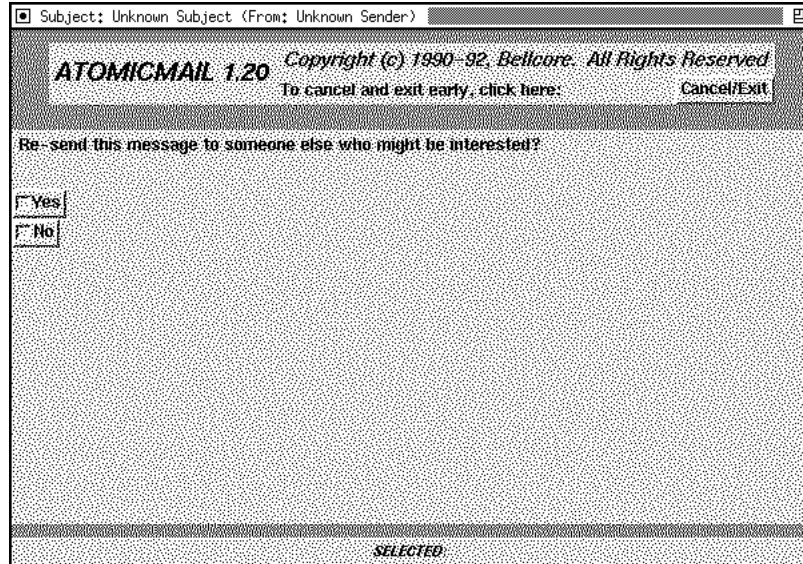 Subject: Unknown Subject (From: Unknown Sender)
ATOMICMAIL 1.20
Copyright (c) 1990-92, Bellcore. All Rights Reserved
To cancel and exit early, click here:
Cancel/Exit
Re-send this message to someone else who might be interested?
Yes
No
SELECTED